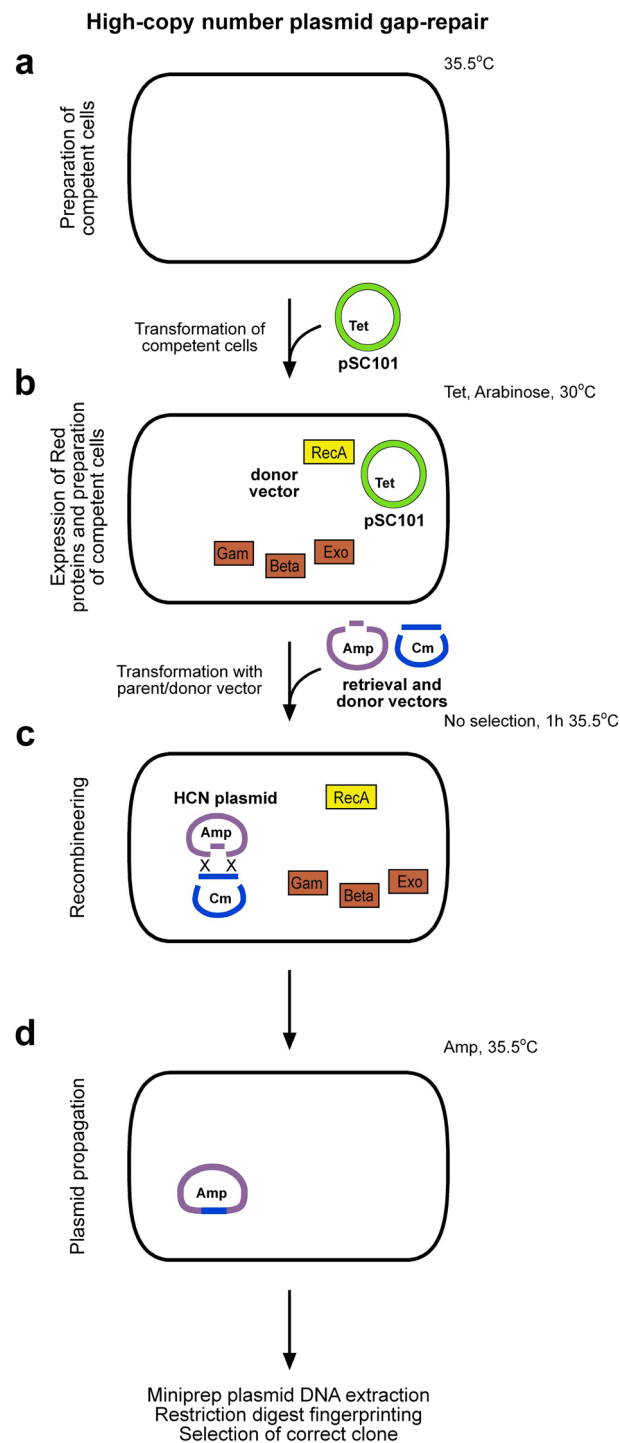 High-copy number plasmid gap-repair
a
35.5°C
Preparation of
competent cells
Transformation of
competent cells
Tet
pSC101
b
Tet, Arabinose, 30°C
Expression of Red
proteins and preparation
of competent cells
RecA
donor
vector
Tet
pSC101
Gam
Beta
Exo
Transformation with
parent/donor vector
Amp
Cm
retrieval and
donor vectors
No selection, 1h 35.5°C
c
Recombineering
HCN plasmid
RecA
Amp
X X
Cm
Gam
Beta
Exo
d
Amp, 35.5°C
Plasmid propagation
Amp
Miniprep plasmid DNA extraction
Restriction digest fingerprinting
Selection of correct clone